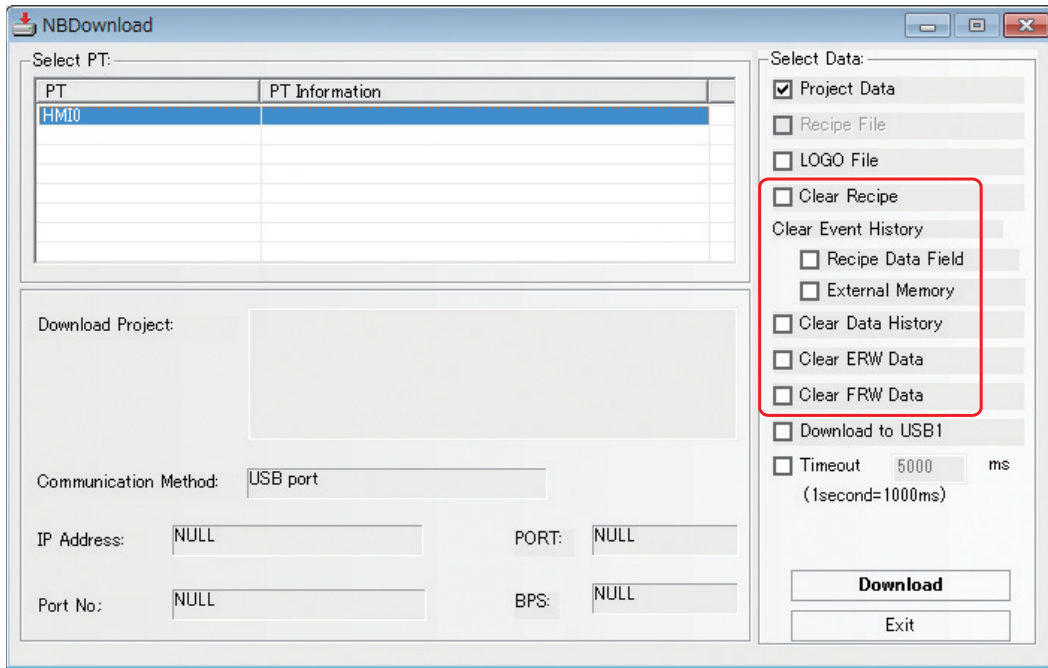 NBDownload
Select PT:
PT PT Information
HMI0
Download Project:
Communication Method: USB port
IP Address: NULL PORT: NULL
Port No; NULL BPS: NULL
Select Data:
Project Data
Recipe File
LOGO File
Clear Recipe
Clear Event History
Recipe Data Field
External Memory
Clear Data History
Clear ERW Data
Clear FRW Data
Download to USB1
Timeout 5000 ms
(1second=1000ms)
Download
Exit